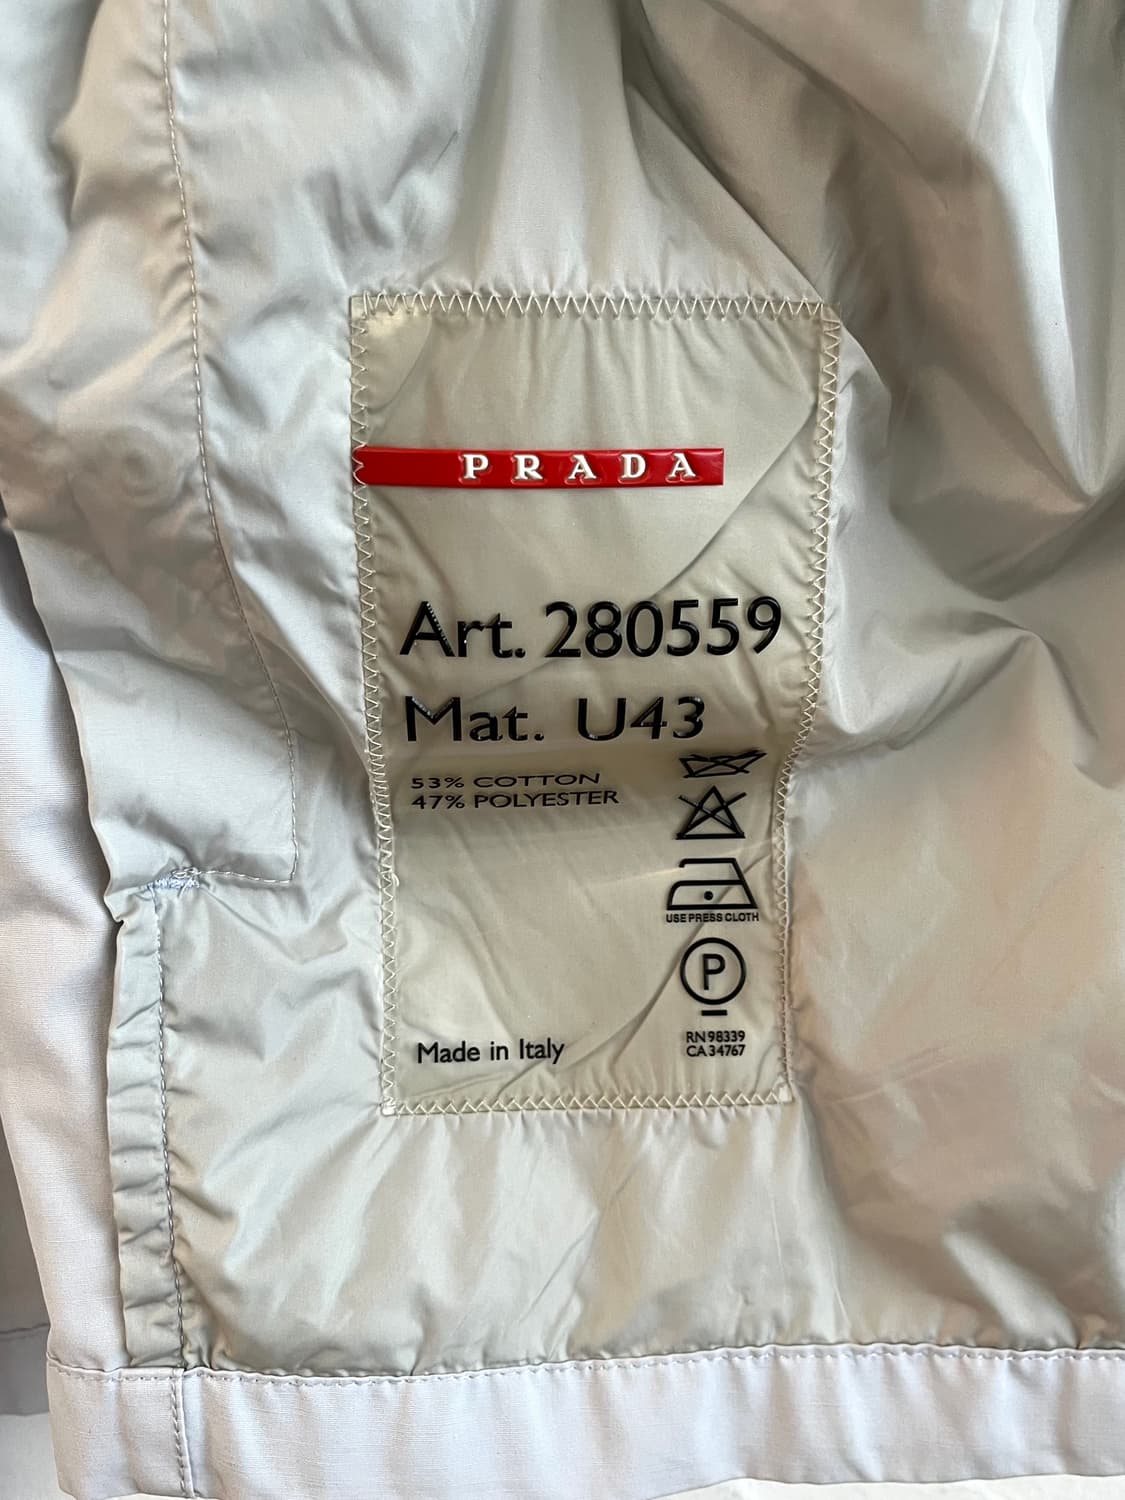 PRADA
Art. 280559
Mat. U43
53% COTTON
47% POLYESTER
USE PRESS CLOTH
P
Made in Italy
RN 98339
CA 34767